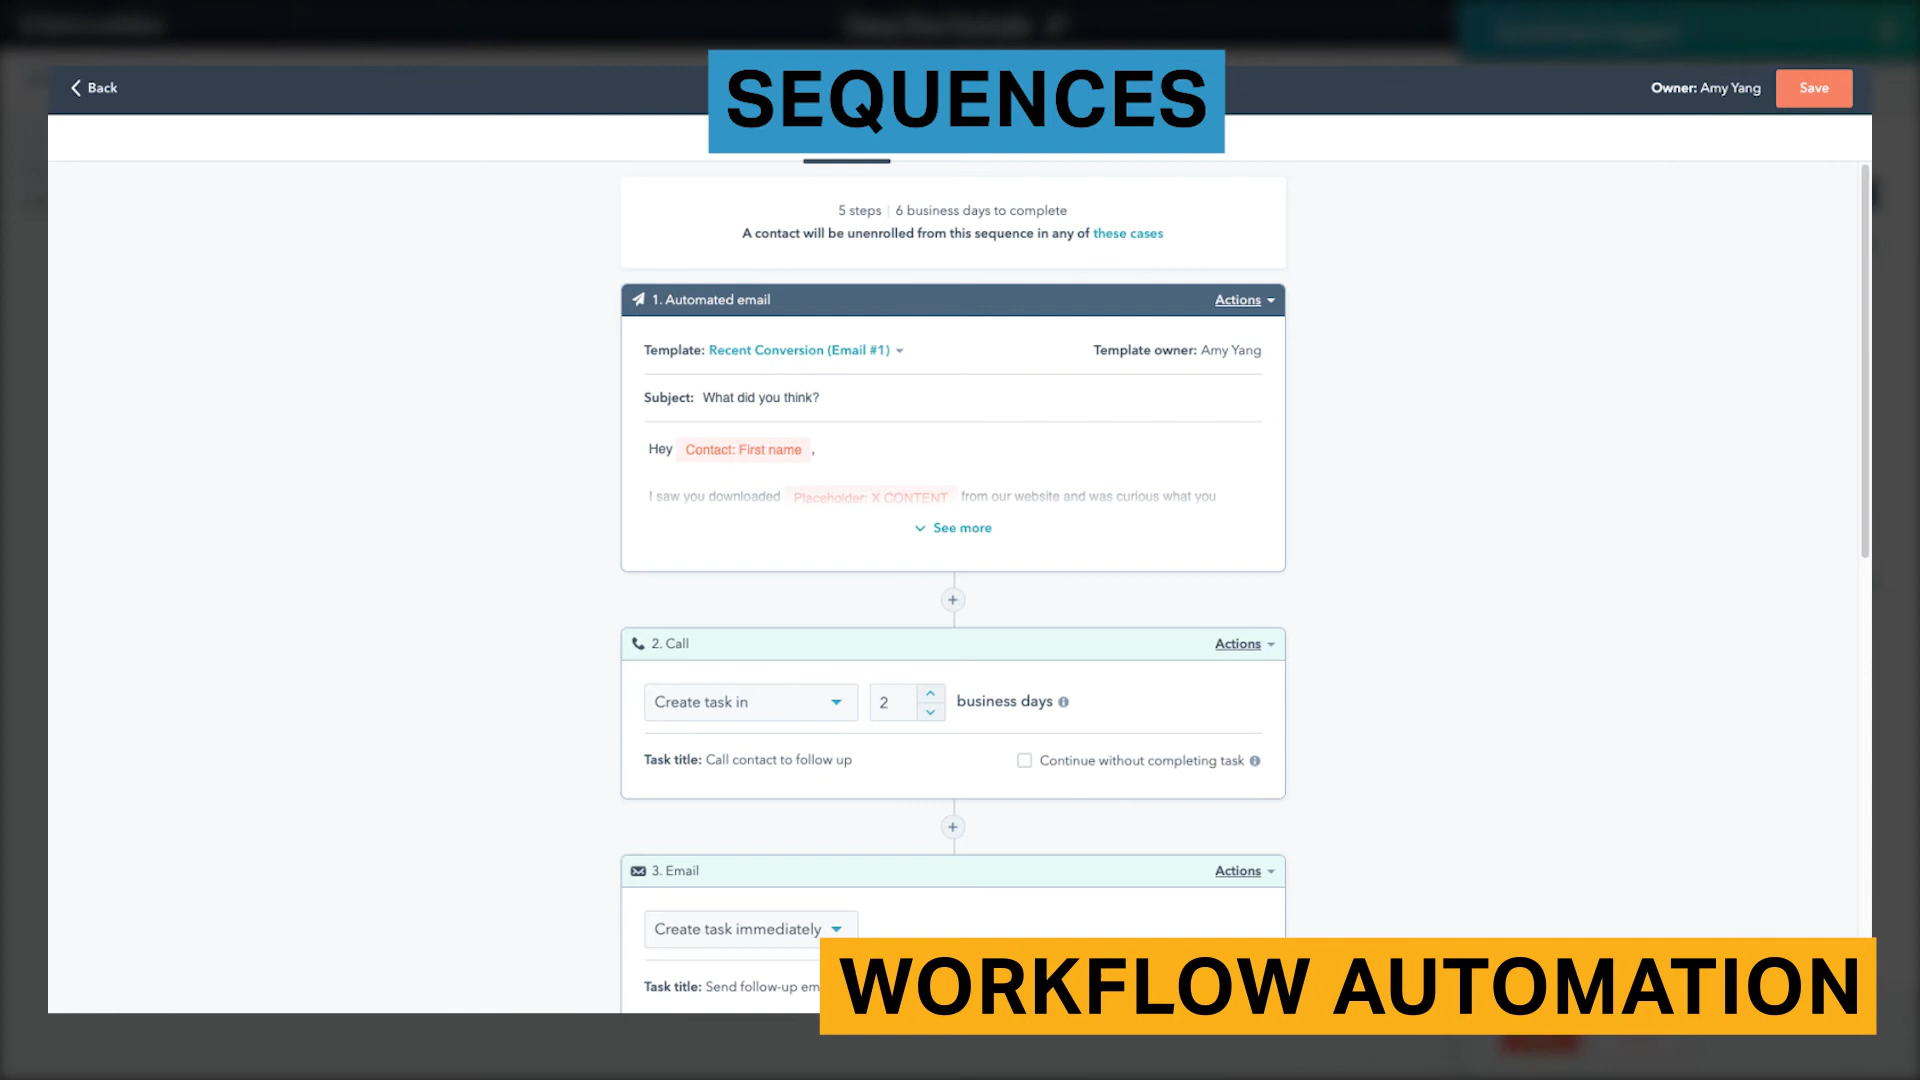 SEQUENCES
Back
Owner: Amy Yang
Save
5 steps | 6 business days to complete
A contact will be unenrolled from this sequence in any of these cases
1. Automated email
Actions
Template: Recent Conversion (Email #1)
Template owner: Amy Yang
Subject: What did you think?
Hey Contact: First name ,
I saw you downloaded Placeholder: X CONTENT from our website and was curious what you
See more
2. Call
Actions
Create task in
2
business days
Task title: Call contact to follow up
Continue without completing task
3. Email
Actions
Create task immediately
Task title: Send follow-up em
WORKFLOW AUTOMATION